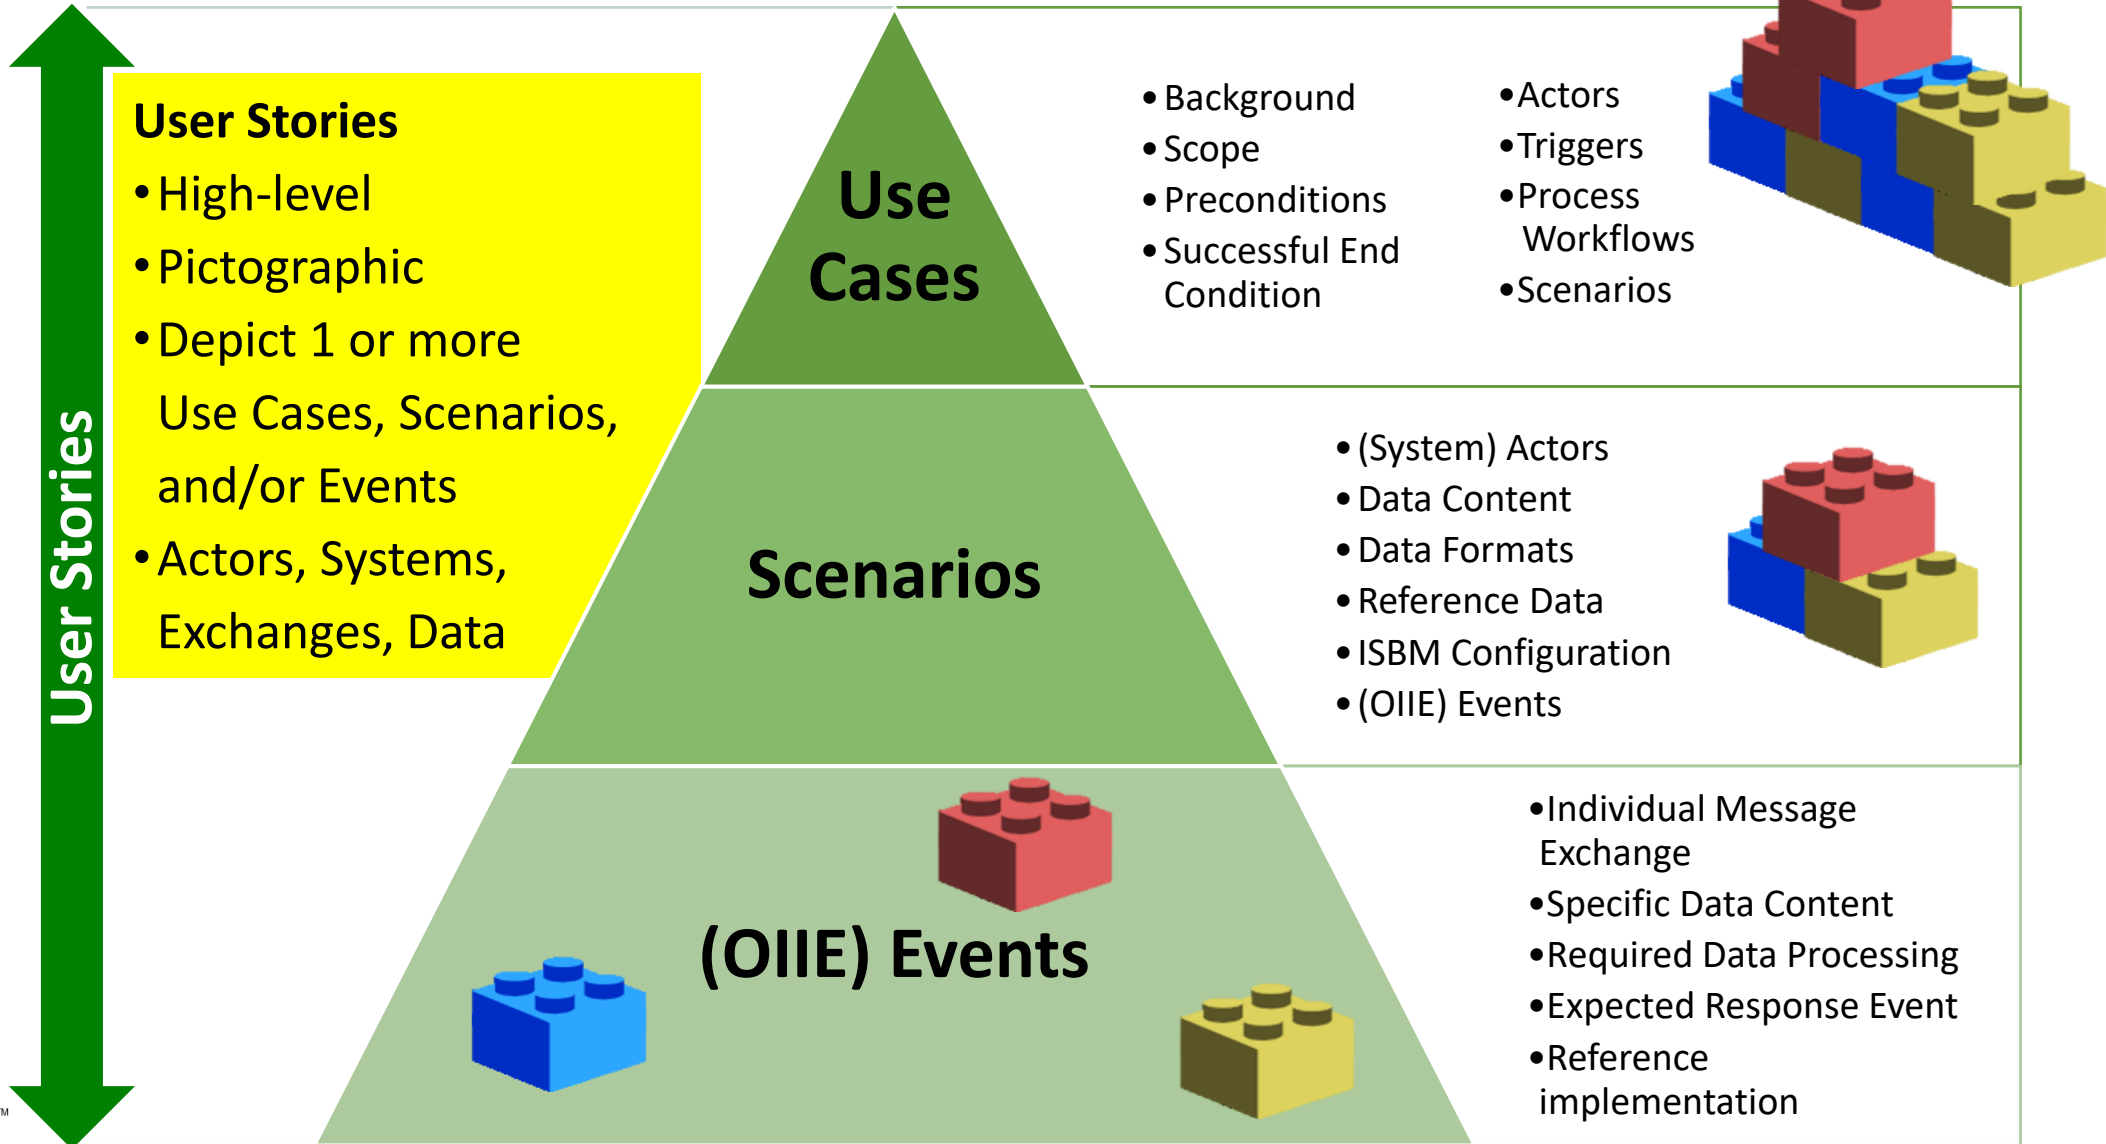 User Stories
User Stories
•High-level
•Pictographic
•Depict 1 or more
Use Cases, Scenarios,
and/or Events
•Actors, Systems,
Exchanges, Data
Use
Cases
•Background
•Scope
•Preconditions
•Successful End
Condition
•Actors
•Triggers
•Process
Workflows
•Scenarios
Scenarios
•(System) Actors
•Data Content
•Data Formats
•Reference Data
•ISBM Configuration
•(OIIE) Events
(OIIE) Events
•Individual Message
Exchange
•Specific Data Content
•Required Data Processing
•Expected Response Event
•Reference
implementation
TM